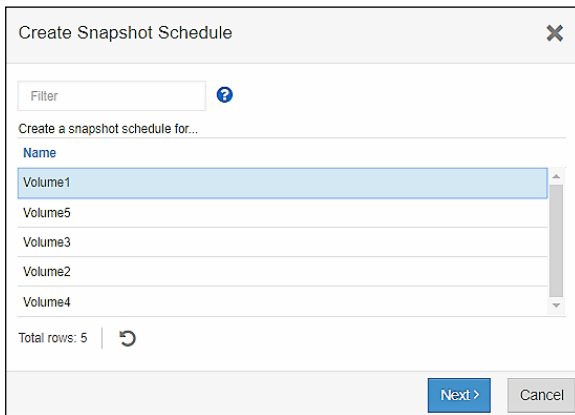 Create Snapshot Schedule
Filter
Create a snapshot schedule for...
Name
Volume1
Volume5
Volume3
Volume2
Volume4
Total rows: 5
Next >
Cancel